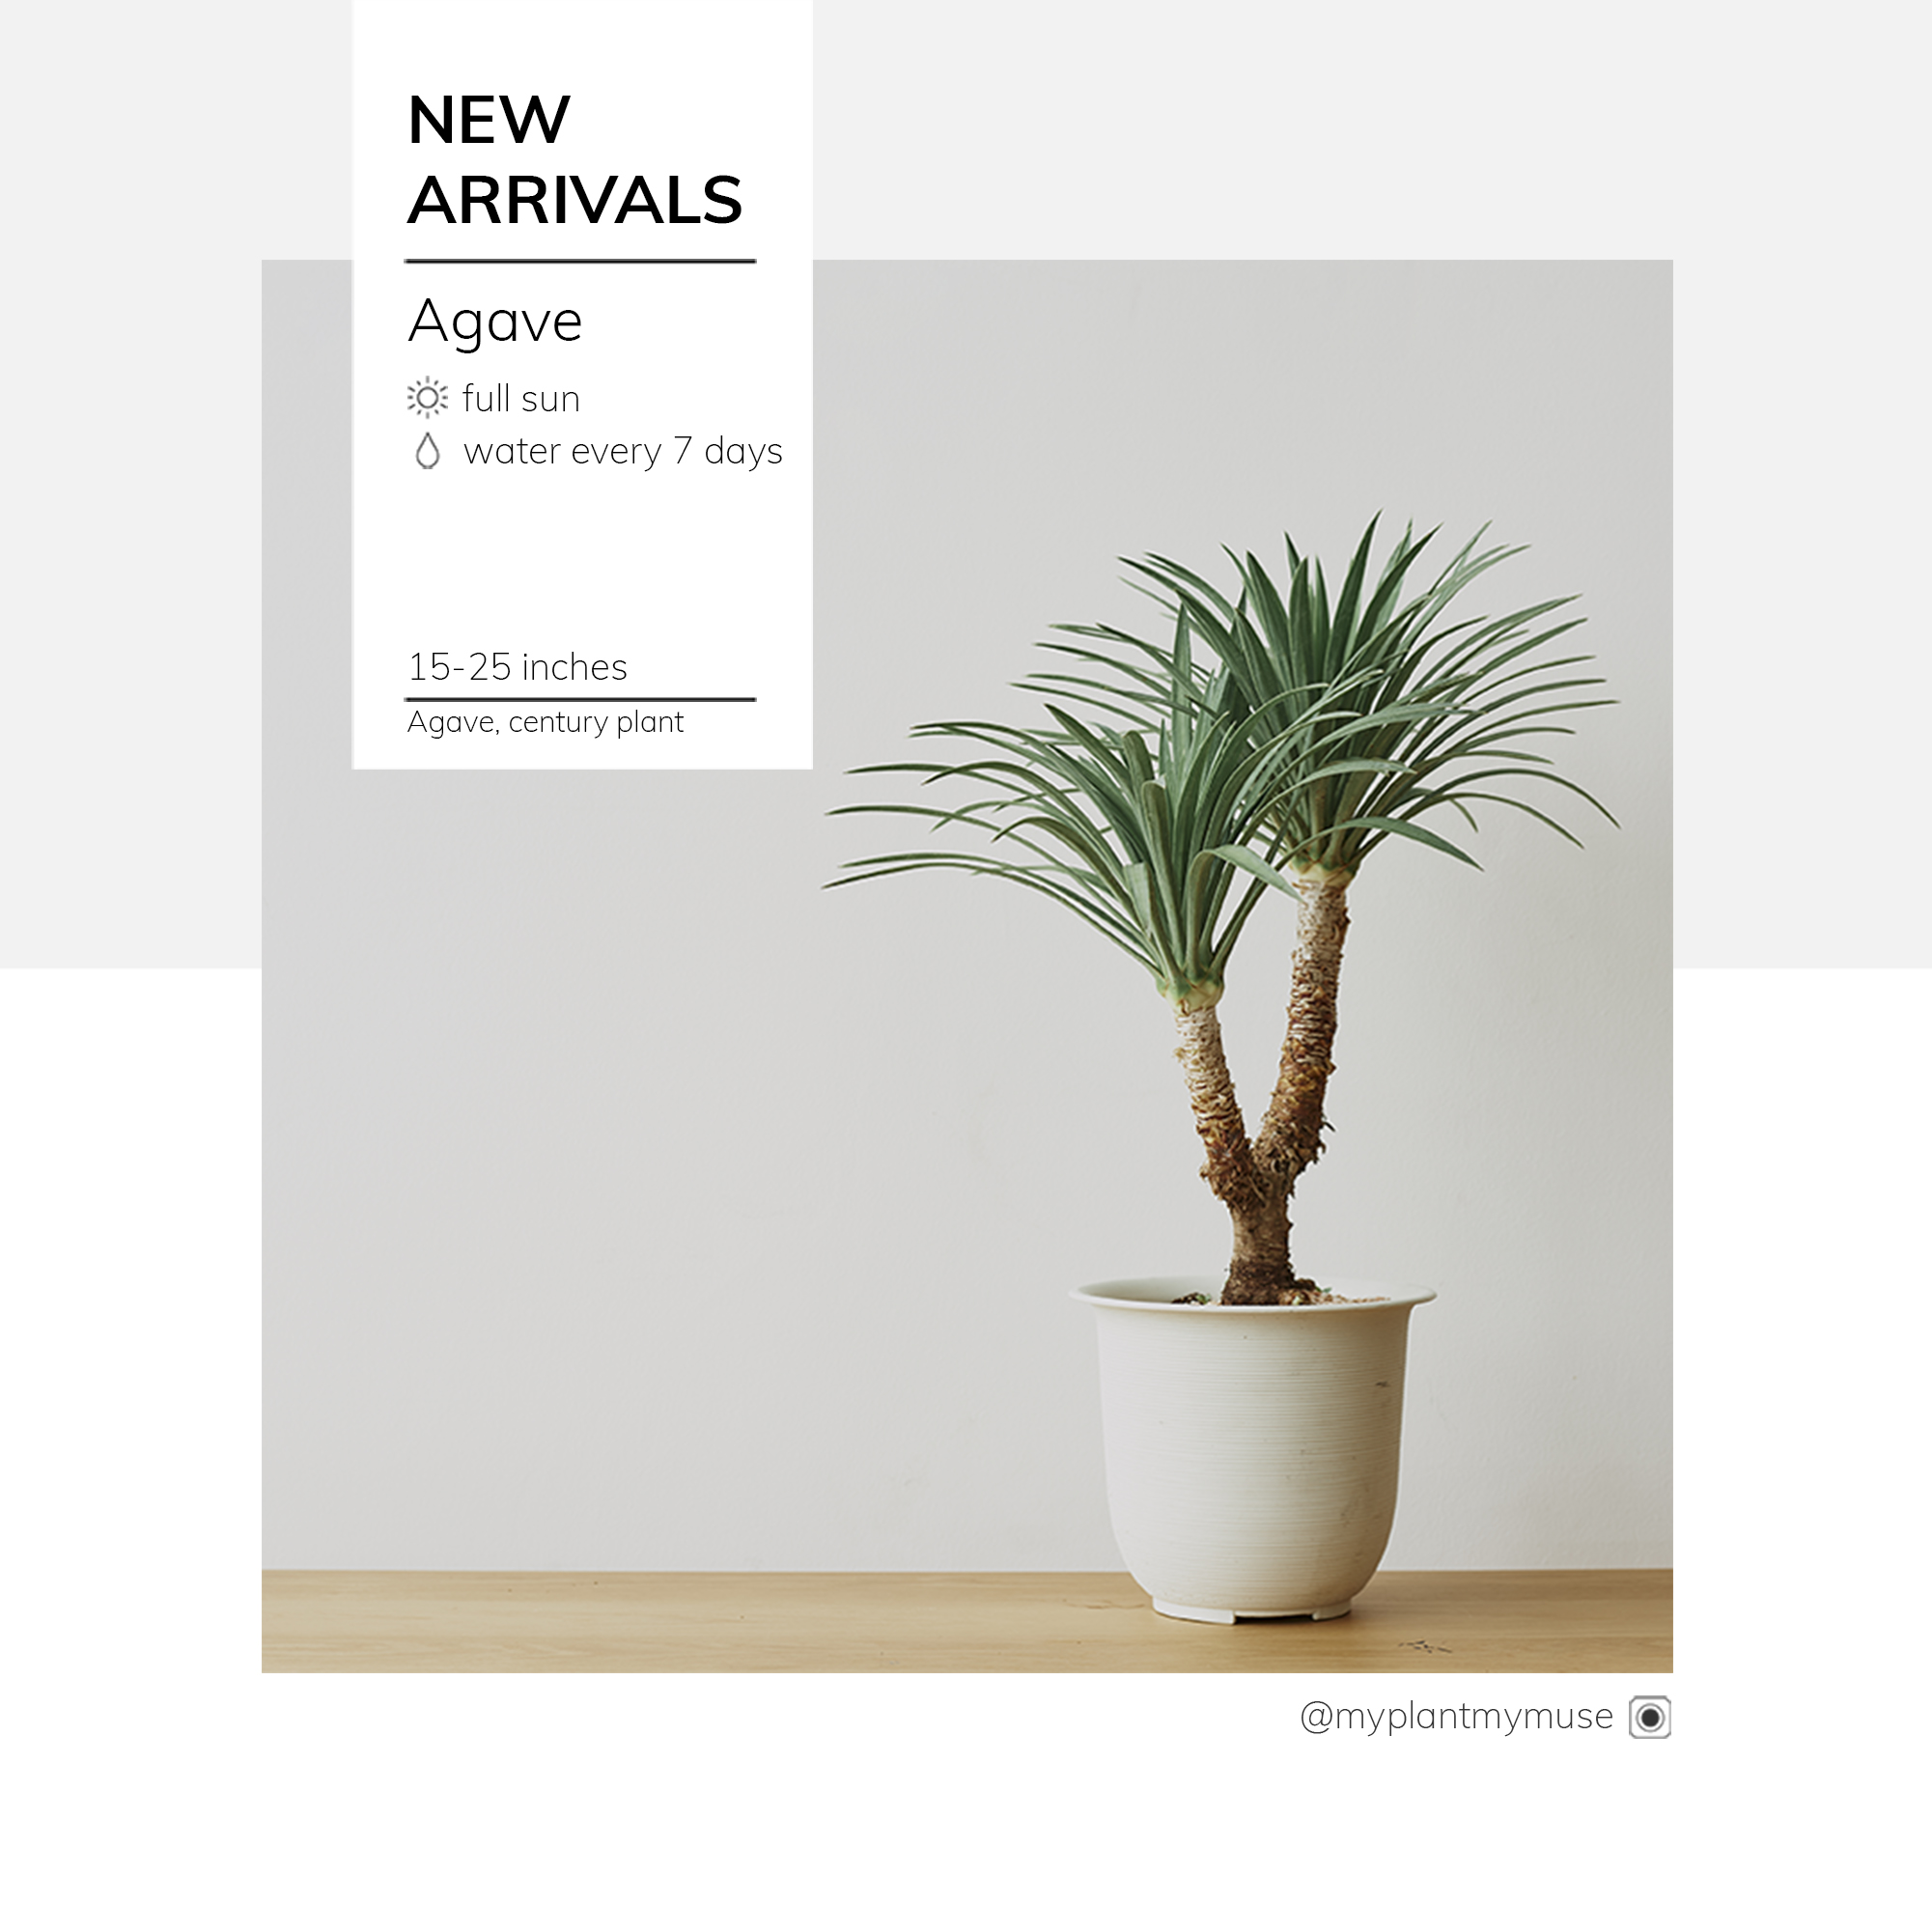 NEW
ARRIVALS
Agave
full sun
water every 7 days
15-25 inches
Agave, century plant
@myplantmymuse